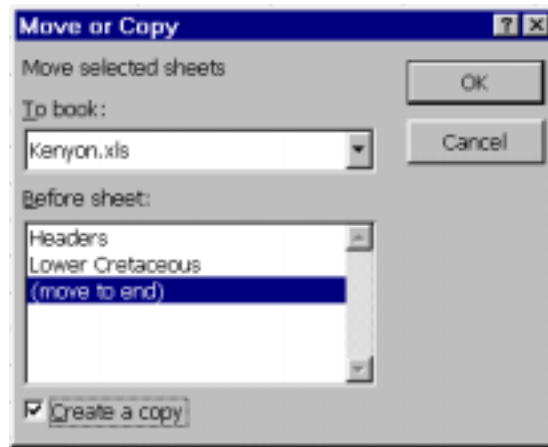 Move or Copy
Move selected sheets
OK
To book:
Kenyon.xls
Cancel
Before sheet:
Headers
Lower Cretaceous
(move to end)
Create a copy